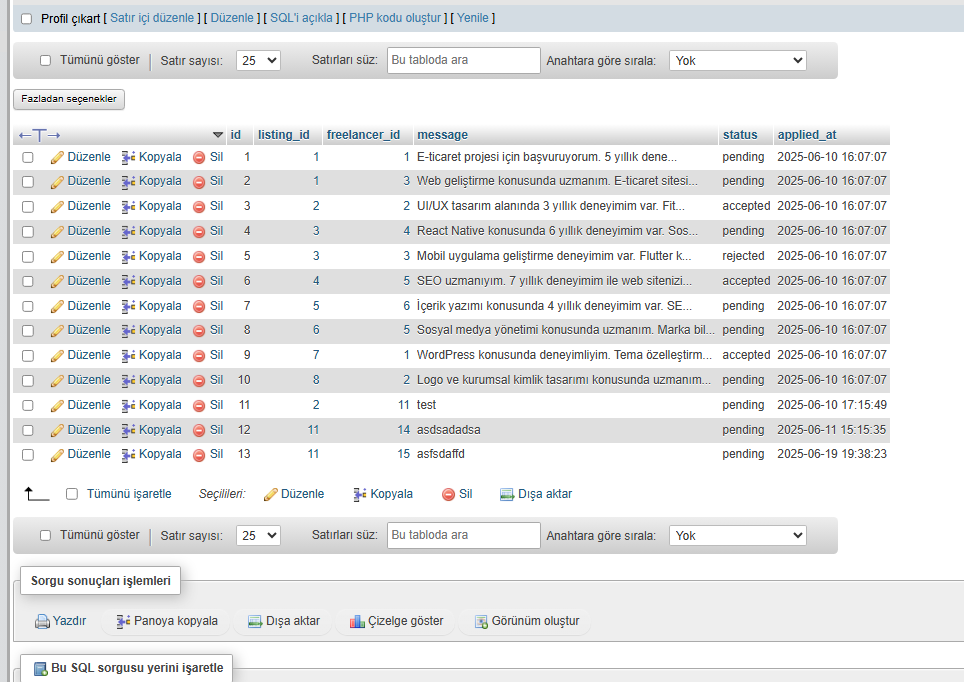 Profil çıkart [ Satır içi düzenle ] [ Düzenle ] [ SQL'i açıkla ] [ PHP kodu oluştur ] [ Yenile ]
Tümünü göster Satır sayısı: 25 Satırları süz: Bu tabloda ara Anahtara göre sırala: Yok
Fazladan seçenekler
←T→ id listing_id freelancer_id message status applied_at
Düzenle Kopyala Sil 1 1 1 E-ticaret projesi için başvuruyorum. 5 yıllık dene... pending 2025-06-10 16:07:07
Düzenle Kopyala Sil 2 1 3 Web geliştirme konusunda uzmanım. E-ticaret sitesi... pending 2025-06-10 16:07:07
Düzenle Kopyala Sil 3 2 2 UI/UX tasarım alanında 3 yıllık deneyimim var. Fit... accepted 2025-06-10 16:07:07
Düzenle Kopyala Sil 4 3 4 React Native konusunda 6 yıllık deneyimim var. Sos... pending 2025-06-10 16:07:07
Düzenle Kopyala Sil 5 3 3 Mobil uygulama geliştirme deneyimim var. Flutter k... rejected 2025-06-10 16:07:07
Düzenle Kopyala Sil 6 4 5 SEO uzmanıyım. 7 yıllık deneyimim ile web sitenizi... accepted 2025-06-10 16:07:07
Düzenle Kopyala Sil 7 5 6 İçerik yazımı konusunda 4 yıllık deneyimim var. SE... pending 2025-06-10 16:07:07
Düzenle Kopyala Sil 8 6 5 Sosyal medya yönetimi konusunda uzmanım. Marka bil... pending 2025-06-10 16:07:07
Düzenle Kopyala Sil 9 7 1 WordPress konusunda deneyimliyim. Tema özelleştirm... accepted 2025-06-10 16:07:07
Düzenle Kopyala Sil 10 8 2 Logo ve kurumsal kimlik tasarımı konusunda uzmanım... pending 2025-06-10 16:07:07
Düzenle Kopyala Sil 11 2 11 test pending 2025-06-10 17:15:49
Düzenle Kopyala Sil 12 11 14 asdsadadsa pending 2025-06-11 15:15:35
Düzenle Kopyala Sil 13 11 15 asfsdaffd pending 2025-06-19 19:38:23
Tümünü işaretle Seçilileri: Düzenle Kopyala Sil Dışa aktar
Tümünü göster Satır sayısı: 25 Satırları süz: Bu tabloda ara Anahtara göre sırala: Yok
Sorgu sonuçları işlemleri
Yazdır Panoya kopyala Dışa aktar Çizelge göster Görünüm oluştur
Bu SQL sorgusu yerini işaretle